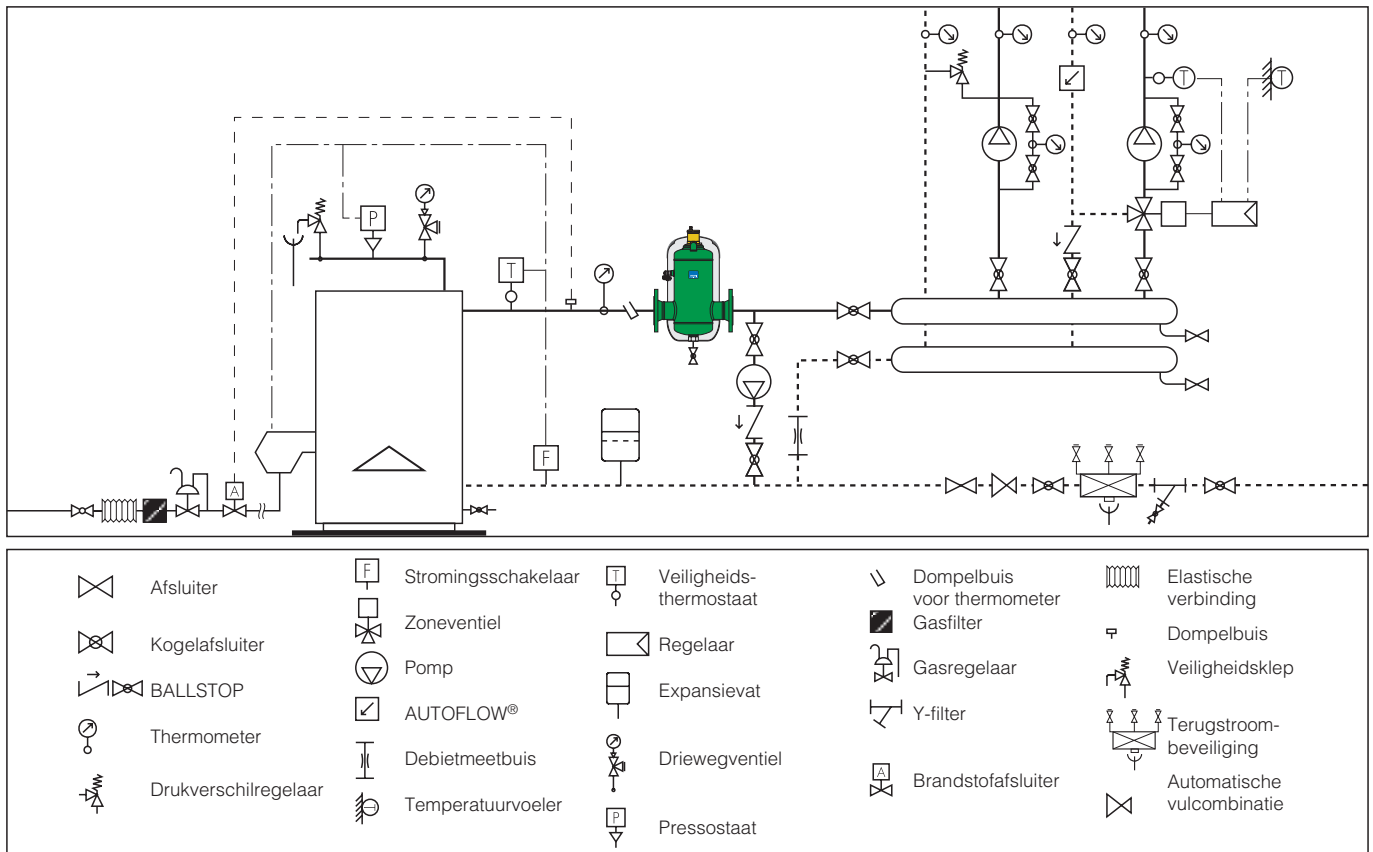 T
T
P
T
F
A
F
Stromingsschakelaar
T
Veiligheids-
thermostaat
Dompelbuis
voor thermometer
Elastische
verbinding
Afsluiter
Zoneventiel
Gasfilter
Kogelafsluiter
Regelaar
Dompelbuis
Pomp
Gasregelaar
Veiligheidsklep
BALLSTOP
Expansievat
AUTOFLOW®
Y-filter
Terugstroom-
beveiliging
Thermometer
Debietmeetbuis
Driewegventiel
A
Brandstofafsluiter
Automatische
vulcombinatie
Drukverschilregelaar
Temperatuurvoeler
P
Pressostaat